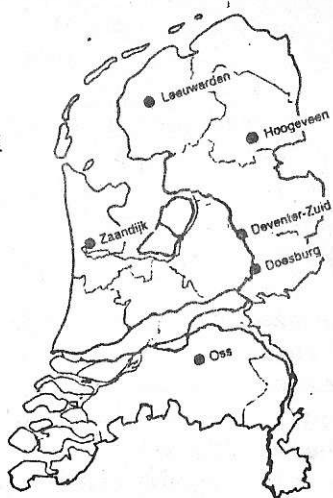 Leeuwarden
Hoogeveen
Zaandijk
Deventer-Zuid
Doesburg
Oss